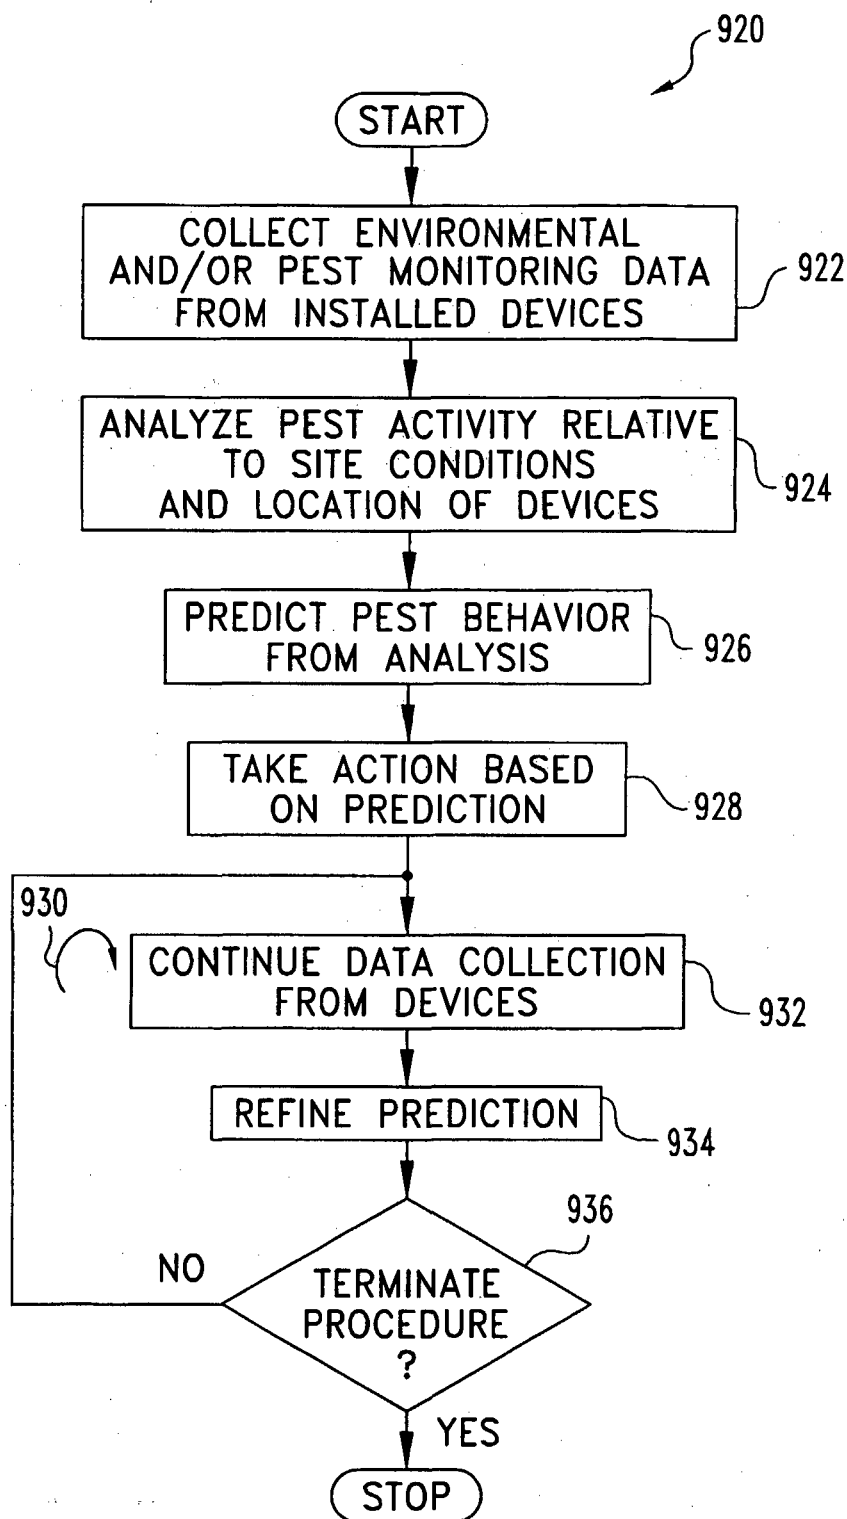 920
START
COLLECT ENVIRONMENTAL
AND/OR PEST MONITORING DATA
FROM INSTALLED DEVICES
922
ANALYZE PEST ACTIVITY RELATIVE
TO SITE CONDITIONS
AND LOCATION OF DEVICES
924
PREDICT PEST BEHAVIOR
FROM ANALYSIS
926
TAKE ACTION BASED
ON PREDICTION
928
930
CONTINUE DATA COLLECTION
FROM DEVICES
932
REFINE PREDICTION
934
936
NO
TERMINATE
PROCEDURE
?
YES
STOP